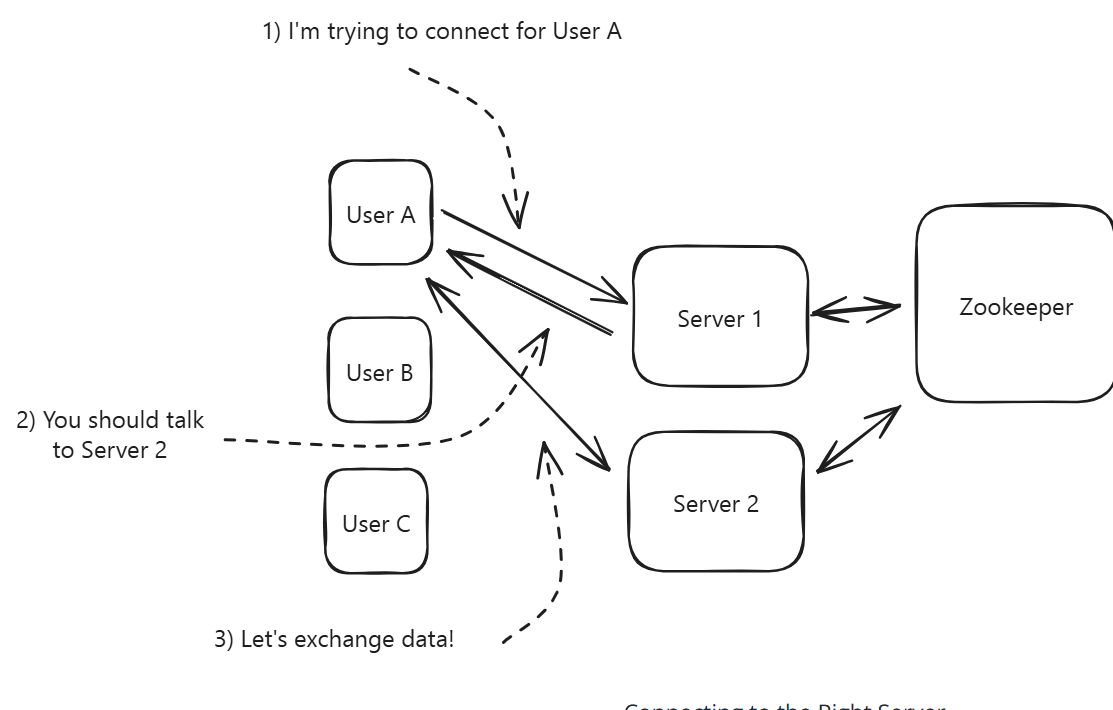 1) I'm trying to connect for User A
User A
Server 1
Zookeeper
User B
2) You should talk
to Server 2
Server 2
User C
3) Let's exchange data!
Connecting to the Right Server